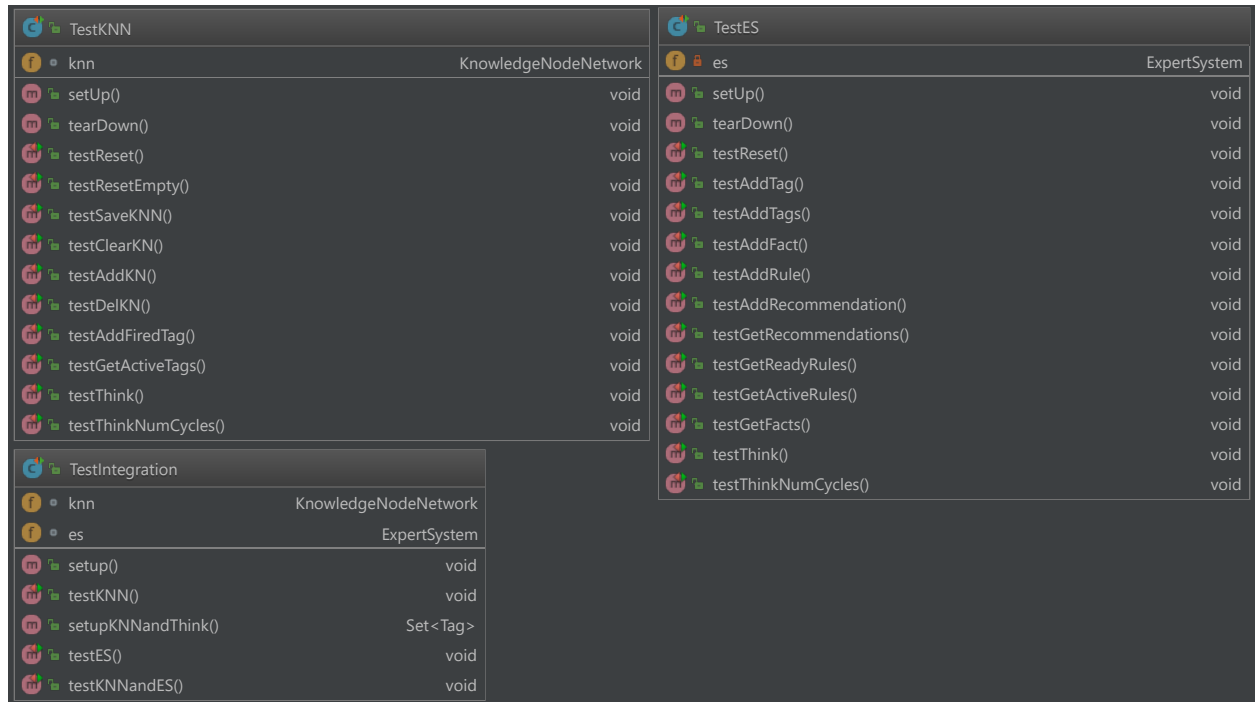 TestKNN
knn KnowledgeNodeNetwork
setUp() void
tearDown() void
testReset() void
testResetEmpty() void
testSaveKNN() void
testClearKN() void
testAddKN() void
testDelKN() void
testAddFiredTag() void
testGetActiveTags() void
testThink() void
testThinkNumCycles() void
TestES
es ExpertSystem
setUp() void
tearDown() void
testReset() void
testAddTag() void
testAddTags() void
testAddFact() void
testAddRule() void
testAddRecommendation() void
testGetRecommendations() void
testGetReadyRules() void
testGetActiveRules() void
testGetFacts() void
testThink() void
testThinkNumCycles() void
TestIntegration
knn KnowledgeNodeNetwork
es ExpertSystem
setup() void
testKNN() void
setupKNNandThink() Set<Tag>
testES() void
testKNNandES() void